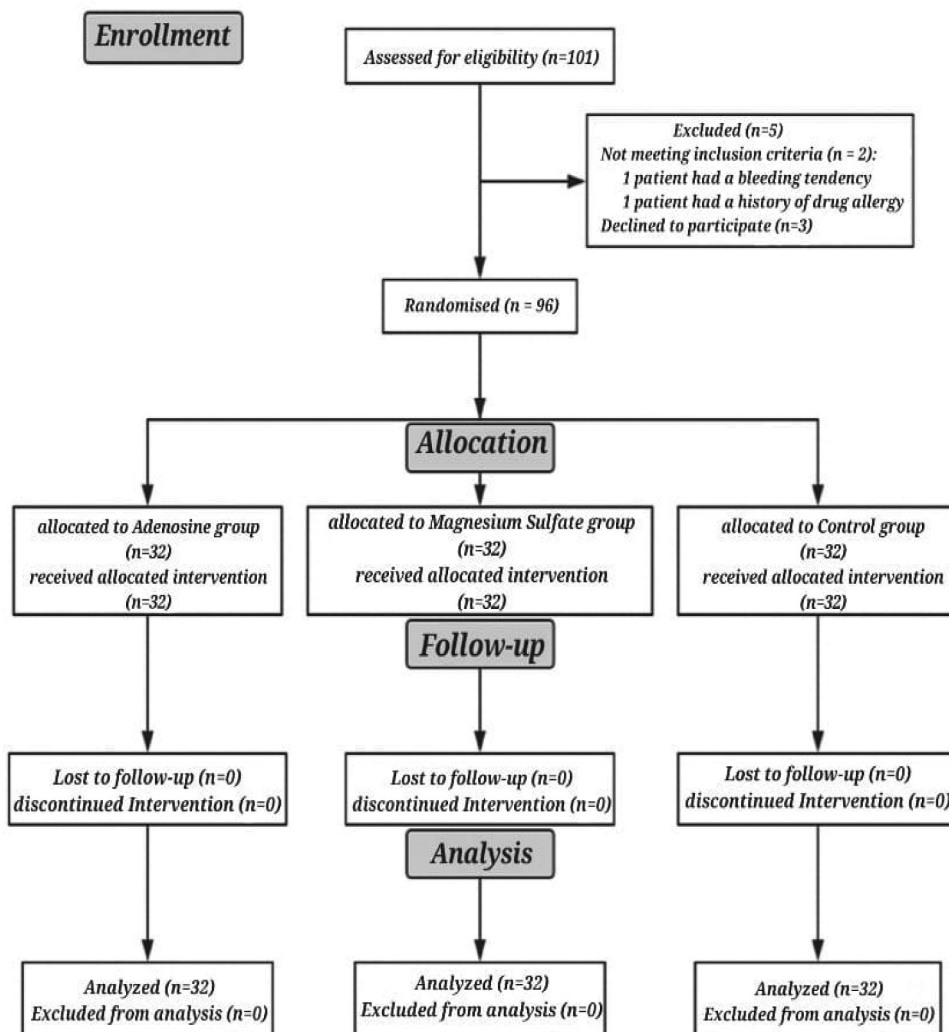 Enrollment
Assessed for eligibility (n=101)
Excluded (n=5)
Not meeting inclusion criteria (n = 2):
1 patient had a bleeding tendency
1 patient had a history of drug allergy
Declined to participate (n=3)
Randomised (n = 96)
Allocation
allocated to Adenosine group
(n=32)
received allocated intervention
(n=32)
allocated to Magnesium Sulfate group
(n=32)
received allocated intervention
(n=32)
allocated to Control group
(n=32)
received allocated intervention
(n=32)
Follow-up
Lost to follow-up (n=0)
discontinued Intervention (n=0)
Lost to follow-up (n=0)
discontinued Intervention (n=0)
Lost to follow-up (n=0)
discontinued Intervention (n=0)
Analysis
Analyzed (n=32)
Excluded from analysis (n=0)
Analyzed (n=32)
Excluded from analysis (n=0)
Analyzed (n=32)
Excluded from analysis (n=0)